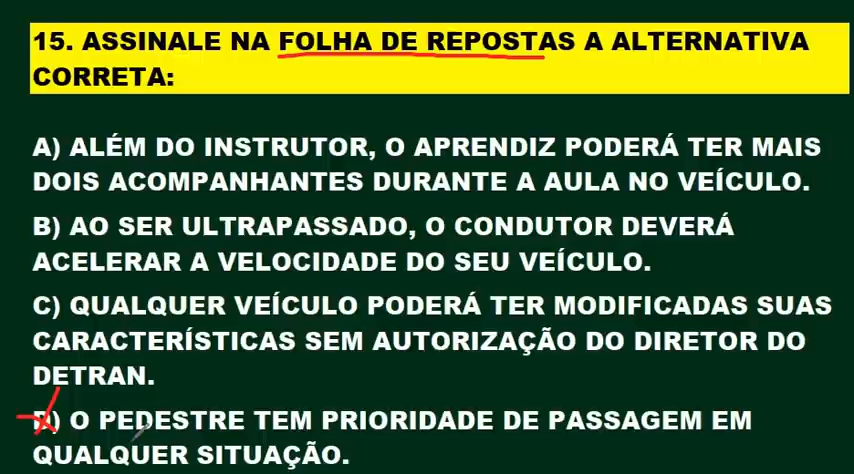 15. ASSINALE NA FOLHA DE REPOSTAS A ALTERNATIVA
CORRETA:
A) ALÉM DO INSTRUTOR, O APRENDIZ PODERÁ TER MAIS
DOIS ACOMPANHANTES DURANTE A AULA NO VEÍCULO.
B) AO SER ULTRAPASSADO, O CONDUTOR DEVERÁ
ACELERAR A VELOCIDADE DO SEU VEÍCULO.
C) QUALQUER VEÍCULO PODERÁ TER MODIFICADAS SUAS
CARACTERÍSTICAS SEM AUTORIZAÇÃO DO DIRETOR DO
DETRAN.
D) O PEDESTRE TEM PRIORIDADE DE PASSAGEM EM
QUALQUER SITUAÇÃO.